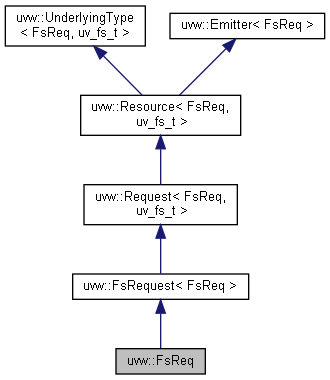 uvw::UnderlyingType
< FsReq, uv_fs_t >
uvw::Emitter< FsReq >
uvw::Resource< FsReq,
uv_fs_t >
uvw::Request< FsReq,
uv_fs_t >
uvw::FsRequest< FsReq >
uvw::FsReq